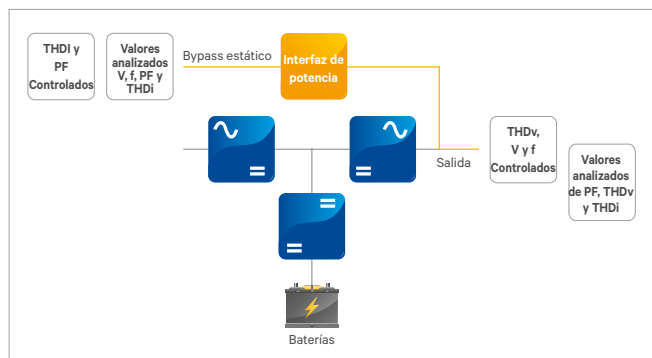 THDI y
PF
Controlados
Valores
analizados
V, f, PF y
THDi
Bypass estático
Interfaz de
potencia
Salida
THDv,
V y f
Controlados
Valores
analizados
de PF, THDv
y THDi
Baterías